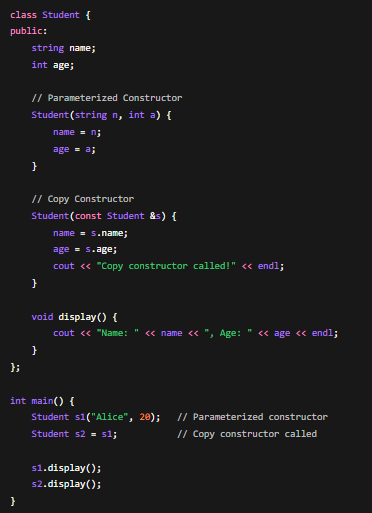 class Student {
public:
    string name;
    int age;

    // Parameterized Constructor
    Student(string n, int a) {
        name = n;
        age = a;
    }

    // Copy Constructor
    Student(const Student &s) {
        name = s.name;
        age = s.age;
        cout << "Copy constructor called!" << endl;
    }

    void display() {
        cout << "Name: " << name << ", Age: " << age << endl;
    }
};

int main() {
    Student s1("Alice", 20);   // Parameterized constructor
    Student s2 = s1;           // Copy constructor called

    s1.display();
    s2.display();
}